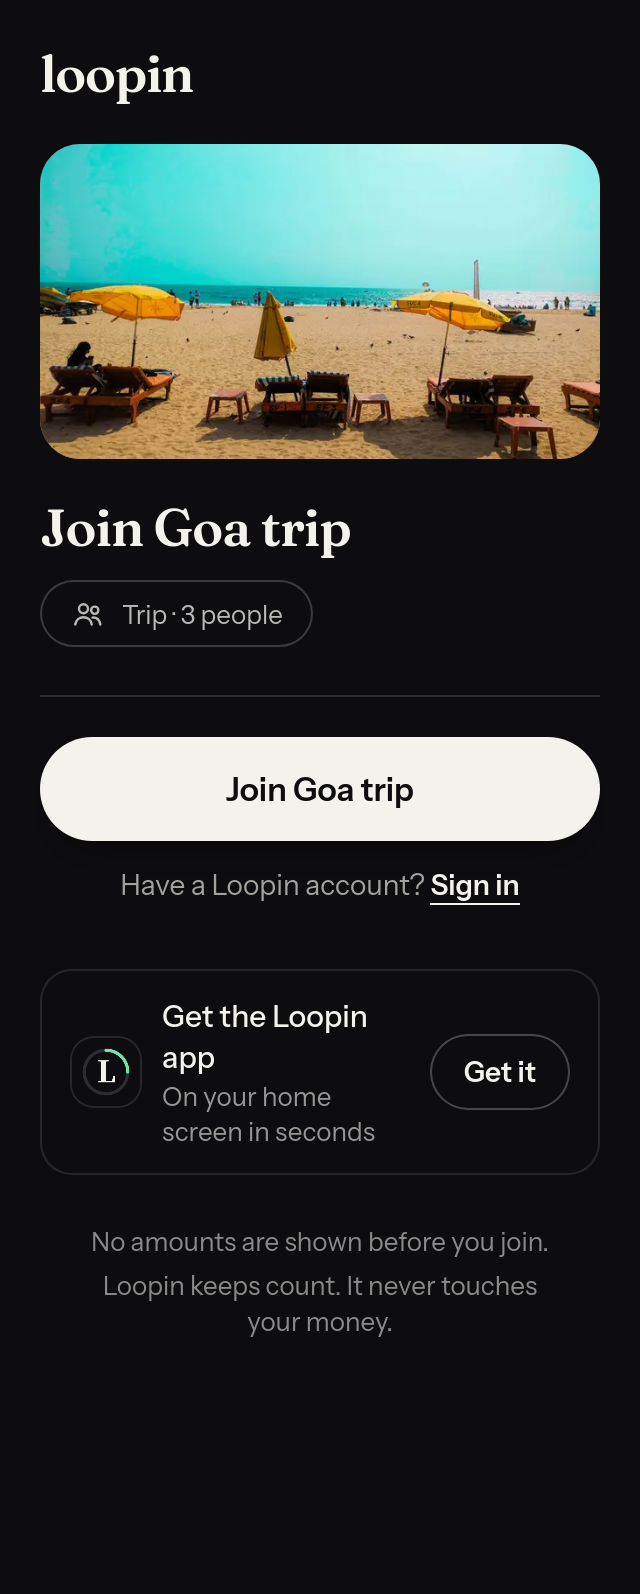 loopin
Join Goa trip
Trip · 3 people
Join Goa trip
Have a Loopin account? Sign in
Get the Loopin
app
On your home
screen in seconds
L
Get it
No amounts are shown before you join.
Loopin keeps count. It never touches
your money.